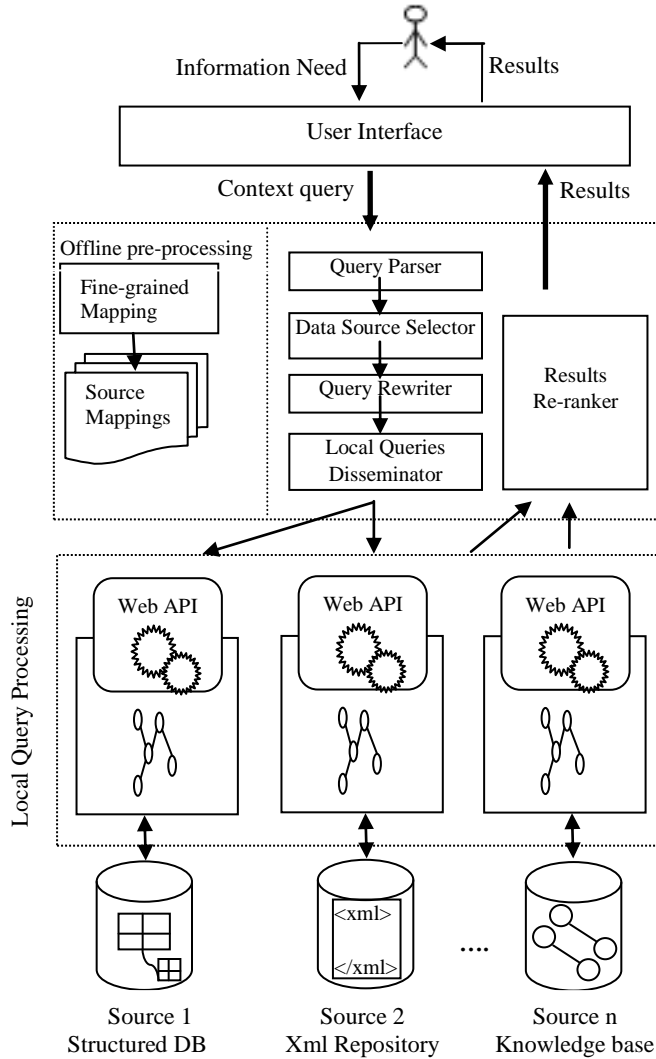 Information Need
Results
User Interface
Context query
Results
Offline pre-processing
Fine-grained
Mapping
Source
Mappings
Query Parser
Data Source Selector
Query Rewriter
Local Queries
Disseminator
Results
Re-ranker
Local Query Processing
Web API
Web API
Web API
<xml>
</xml>
....
Source 1
Structured DB
Source 2
Xml Repository
Source n
Knowledge base